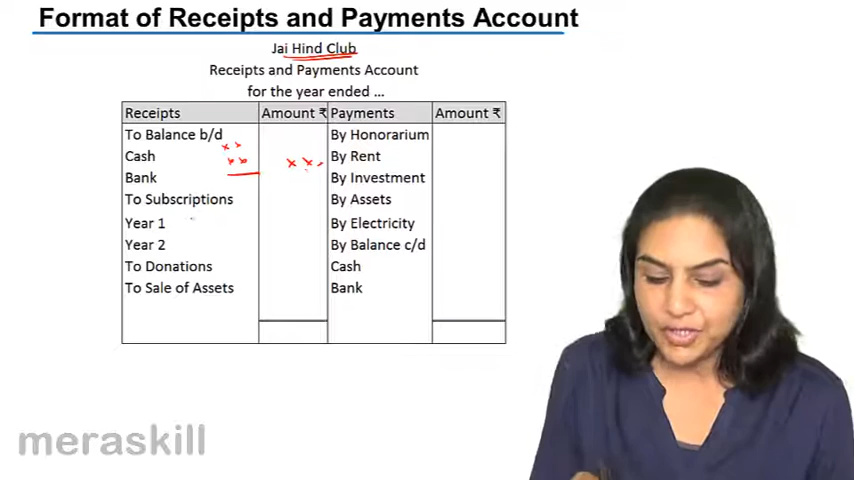 Format of Receipts and Payments Account
Jai Hind Club
Receipts and Payments Account
for the year ended ...
Receipts Amount ₹ Payments Amount ₹
To Balance b/d By Honorarium
x x
Cash By Rent
x x x x
Bank By Investment
To Subscriptions By Assets
Year 1 By Electricity
Year 2 By Balance c/d
To Donations Cash
To Sale of Assets Bank
meraskill